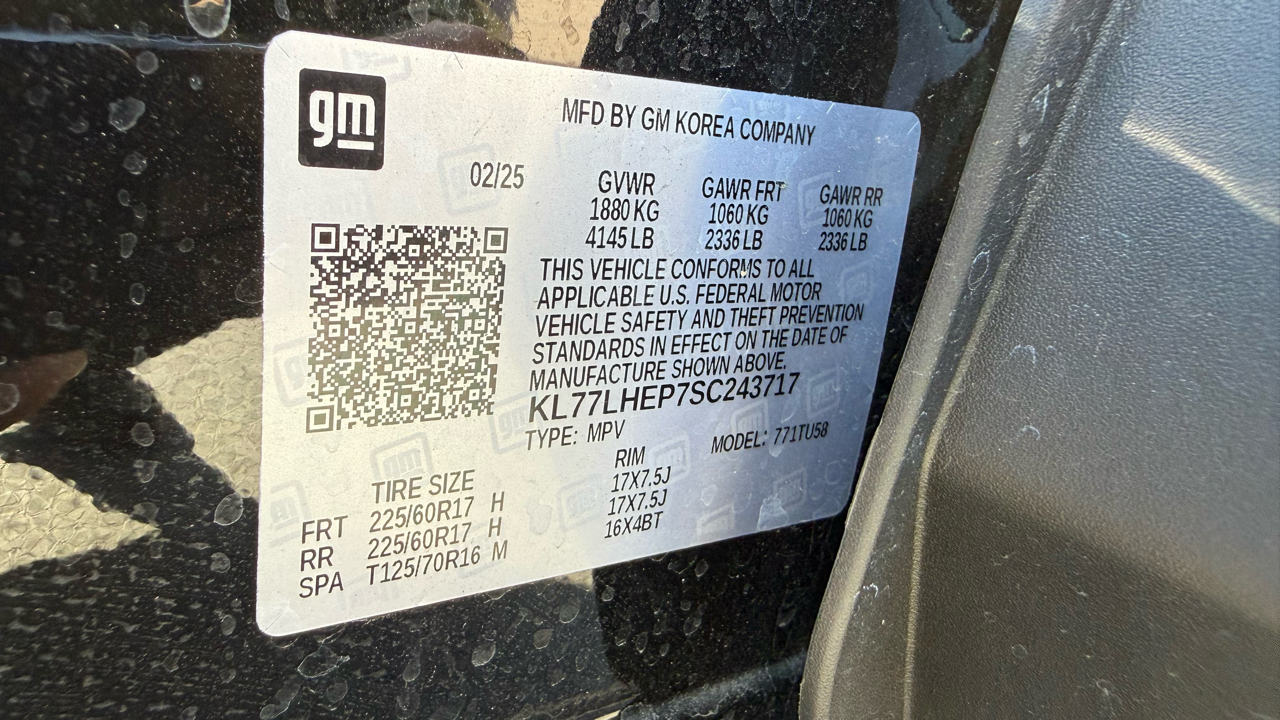 gm
MFD BY GM KOREA COMPANY
02/25
GVWR GAWR FRT GAWR RR
1880 KG 1060 KG 1060 KG
4145 LB 2336 LB 2336 LB
THIS VEHICLE CONFORMS TO ALL
APPLICABLE U.S. FEDERAL MOTOR
VEHICLE SAFETY AND THEFT PREVENTION
STANDARDS IN EFFECT ON THE DATE OF
MANUFACTURE SHOWN ABOVE.
KL77LHEP7SC243717
TYPE: MPV MODEL: 771TU58
TIRE SIZE RIM
FRT 225/60R17 H 17X7.5J
RR 225/60R17 H 17X7.5J
SPA T125/70R16 M 16X4BT